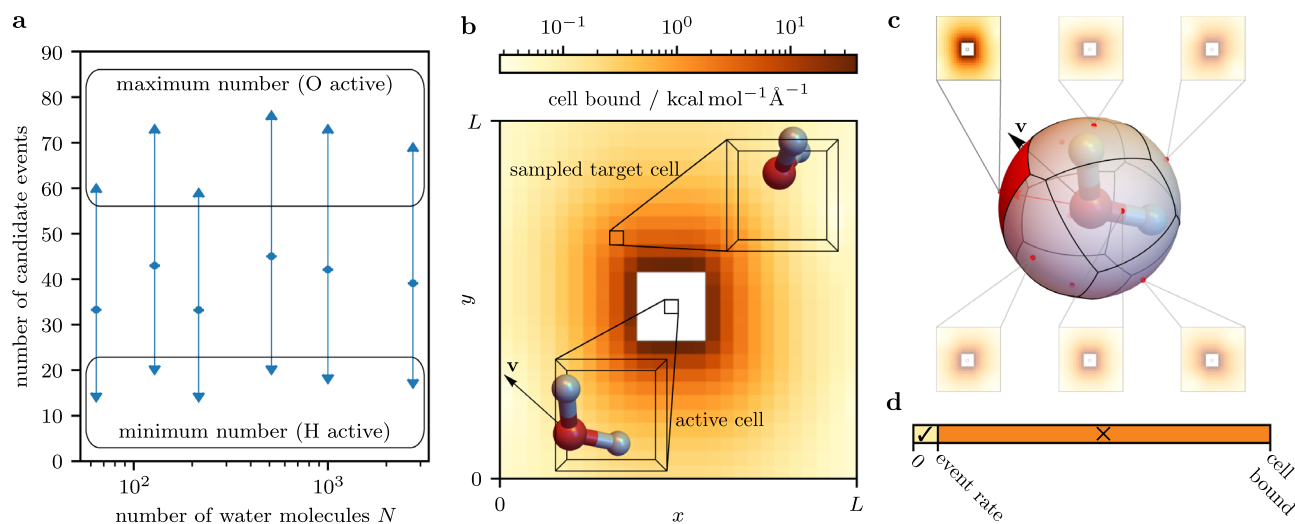 a
90
80
70
60
50
40
30
20
10
0
number of candidate events
maximum number (O active)
minimum number (H active)
10²
10³
number of water molecules N
b
10⁻¹
10⁰
10¹
cell bound / kcal mol⁻¹ Å⁻¹
L
y
0
sampled target cell
v
active cell
0
x
L
c
v
d
✓
×
0
event rate
cell
bound